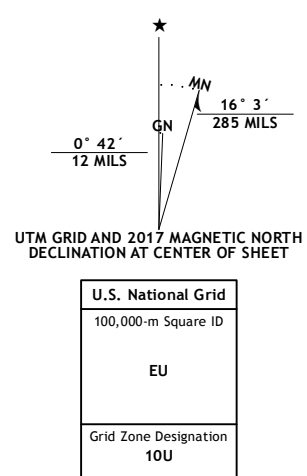 ★
MN
16° 3´
285 MILS
GN
0° 42´
12 MILS
UTM GRID AND 2017 MAGNETIC NORTH
DECLINATION AT CENTER OF SHEET
U.S. National Grid
100,000-m Square ID
EU
Grid Zone Designation
10U